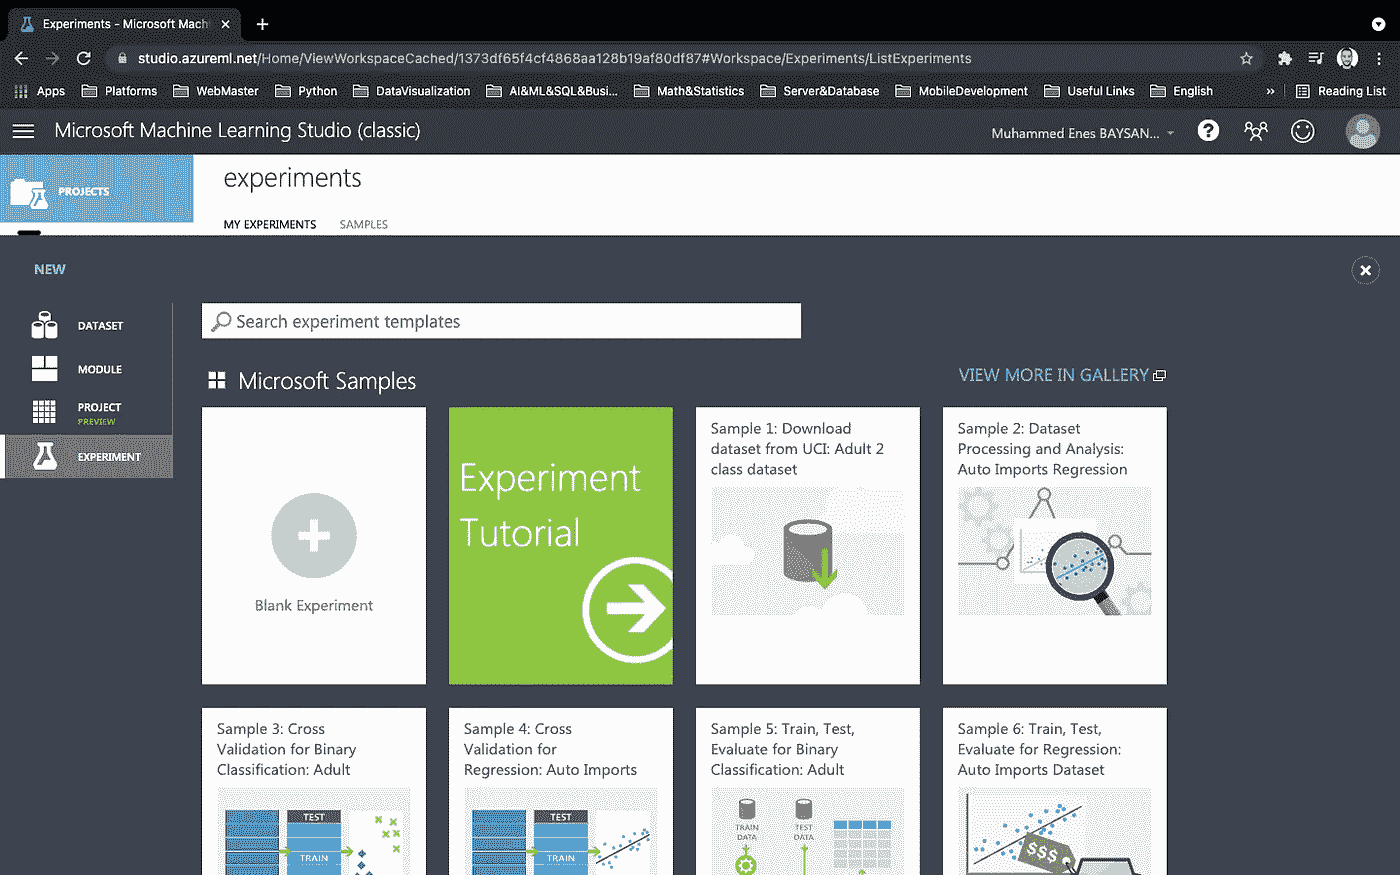 Experiments - Microsoft Mach
studio.azureml.net/Home/ViewWorkspaceCached/1373df65f4cf4868aa128b19af80df87#Workspace/Experiments/ListExperiments
Apps Platforms WebMaster Python DataVisualization AI&ML&SQL&Busi... Math&Statistics Server&Database MobileDevelopment Useful Links English » Reading List
Microsoft Machine Learning Studio (classic)
Muhammed Enes BAYSAN...
PROJECTS
experiments
MY EXPERIMENTS SAMPLES
NEW
DATASET
MODULE
PROJECT
PREVIEW
EXPERIMENT
Search experiment templates
Microsoft Samples
VIEW MORE IN GALLERY
Blank Experiment
Experiment
Tutorial
Sample 1: Download
dataset from UCI: Adult 2
class dataset
Sample 2: Dataset
Processing and Analysis:
Auto Imports Regression
Sample 3: Cross
Validation for Binary
Classification: Adult
TEST
TRAIN
Sample 4: Cross
Validation for
Regression: Auto Imports
TEST
TRAIN
Sample 5: Train, Test,
Evaluate for Binary
Classification: Adult
TRAIN
DATA
TEST
DATA
Sample 6: Train, Test,
Evaluate for Regression:
Auto Imports Dataset
$$$